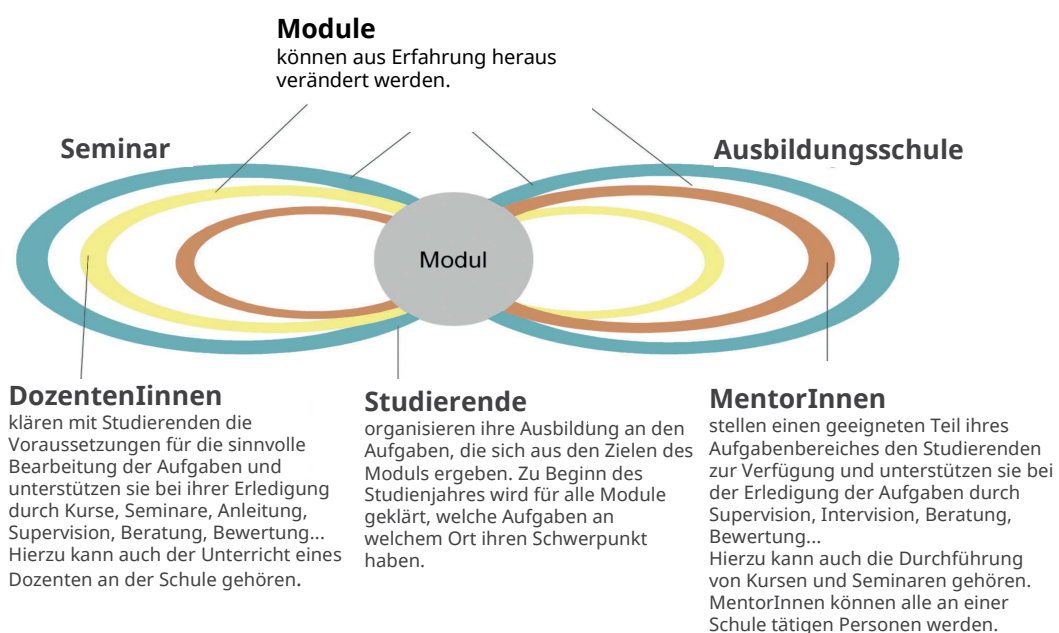 Module
können aus Erfahrung heraus
verändert werden.
Seminar
Ausbildungsschule
Modul
DozentenIinnen
klären mit Studierenden die
Voraussetzungen für die sinnvolle
Bearbeitung der Aufgaben und
unterstützen sie bei ihrer Erledigung
durch Kurse, Seminare, Anleitung,
Supervision, Beratung, Bewertung...
Hierzu kann auch der Unterricht eines
Dozenten an der Schule gehören.
Studierende
organisieren ihre Ausbildung an den
Aufgaben, die sich aus den Zielen des
Moduls ergeben. Zu Beginn des
Studienjahres wird für alle Module
geklärt, welche Aufgaben an
welchem Ort ihren Schwerpunkt
haben.
MentorInnen
stellen einen geeigneten Teil ihres
Aufgabenbereiches den Studierenden
zur Verfügung und unterstützen sie bei
der Erledigung der Aufgaben durch
Supervision, Intervision, Beratung,
Bewertung...
Hierzu kann auch die Durchführung
von Kursen und Seminaren gehören.
MentorInnen können alle an einer
Schule tätigen Personen werden.